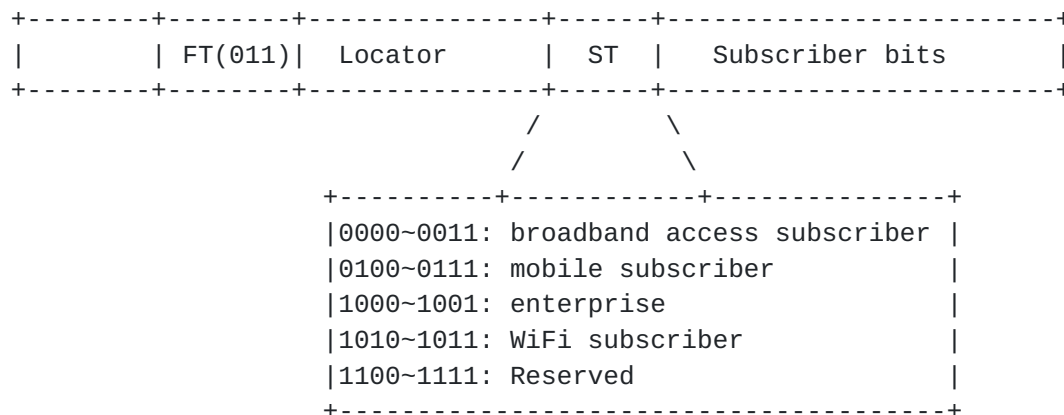 +--------+--------+---------------+------+-------------------------+
|        | FT(011)|  Locator      |  ST  |   Subscriber bits       |
+--------+--------+---------------+------+-------------------------+
                                 /        \
                                /          \
                    +----------+------------+---------------+
                    |0000~0011: broadband access subscriber |
                    |0100~0111: mobile subscriber           |
                    |1000~1001: enterprise                  |
                    |1010~1011: WiFi subscriber             |
                    |1100~1111: Reserved                    |
                    +---------------------------------------+